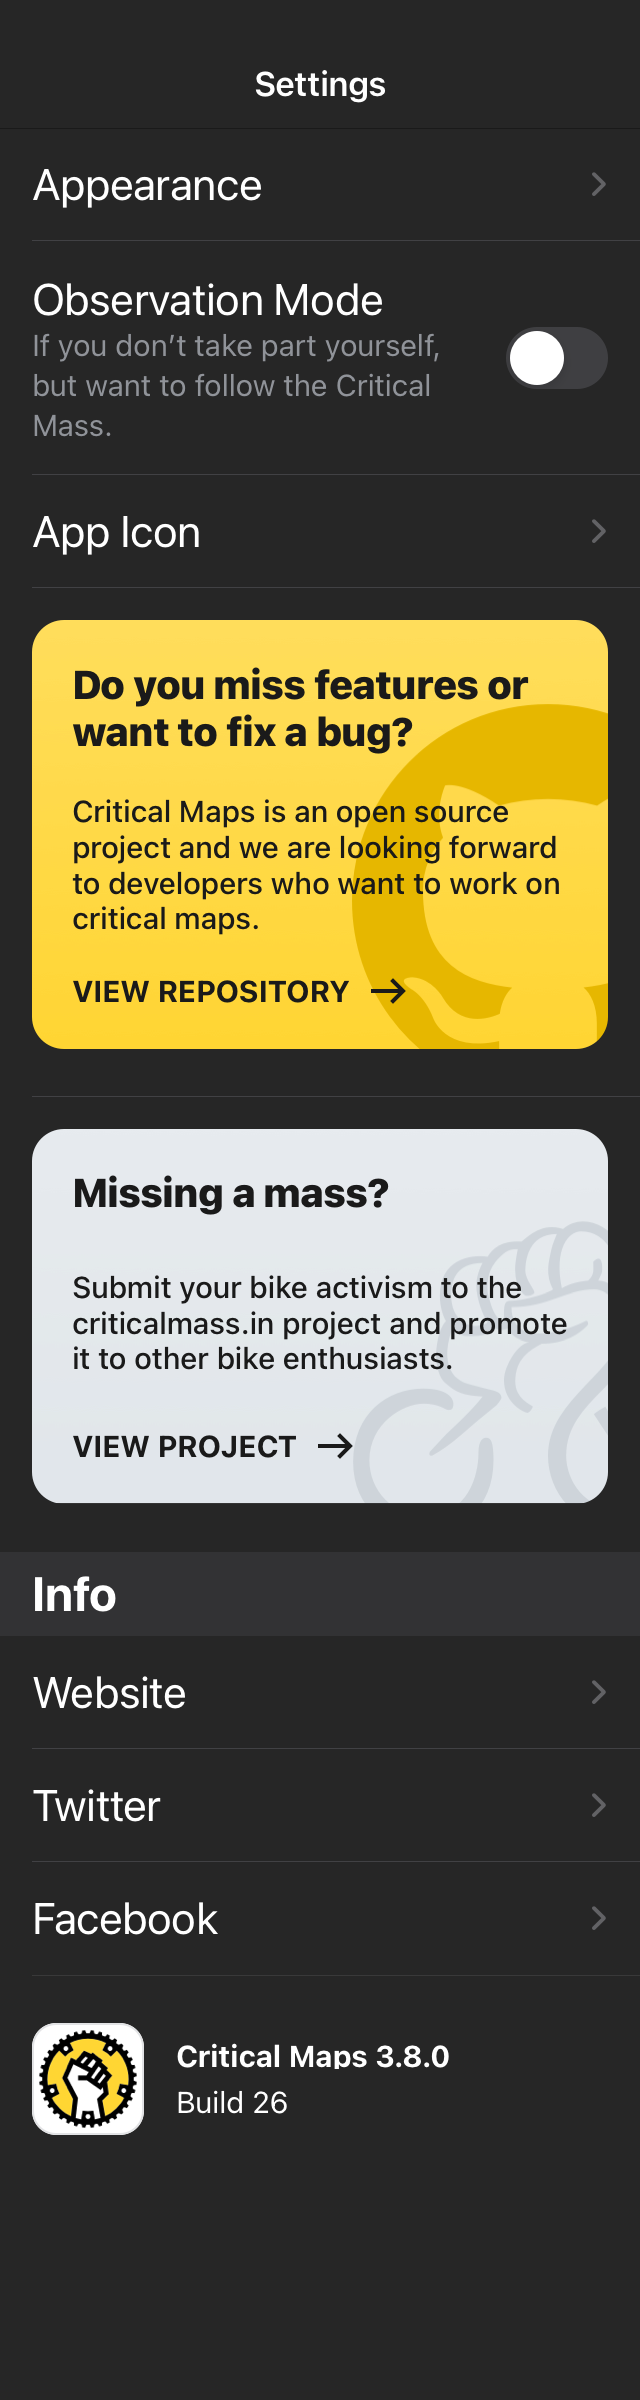 Settings
Appearance
Observation Mode
If you don’t take part yourself,
but want to follow the Critical
Mass.
App Icon
Do you miss features or
want to fix a bug?
Critical Maps is an open source
project and we are looking forward
to developers who want to work on
critical maps.
VIEW REPOSITORY
Missing a mass?
Submit your bike activism to the
criticalmass.in project and promote
it to other bike enthusiasts.
VIEW PROJECT
Info
Website
Twitter
Facebook
Critical Maps 3.8.0
Build 26